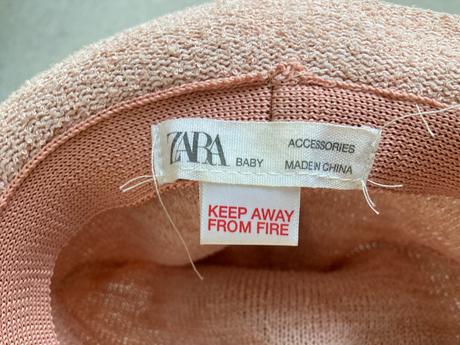 ZARA BABY ACCESSORIES
MADE IN CHINA
KEEP AWAY
FROM FIRE